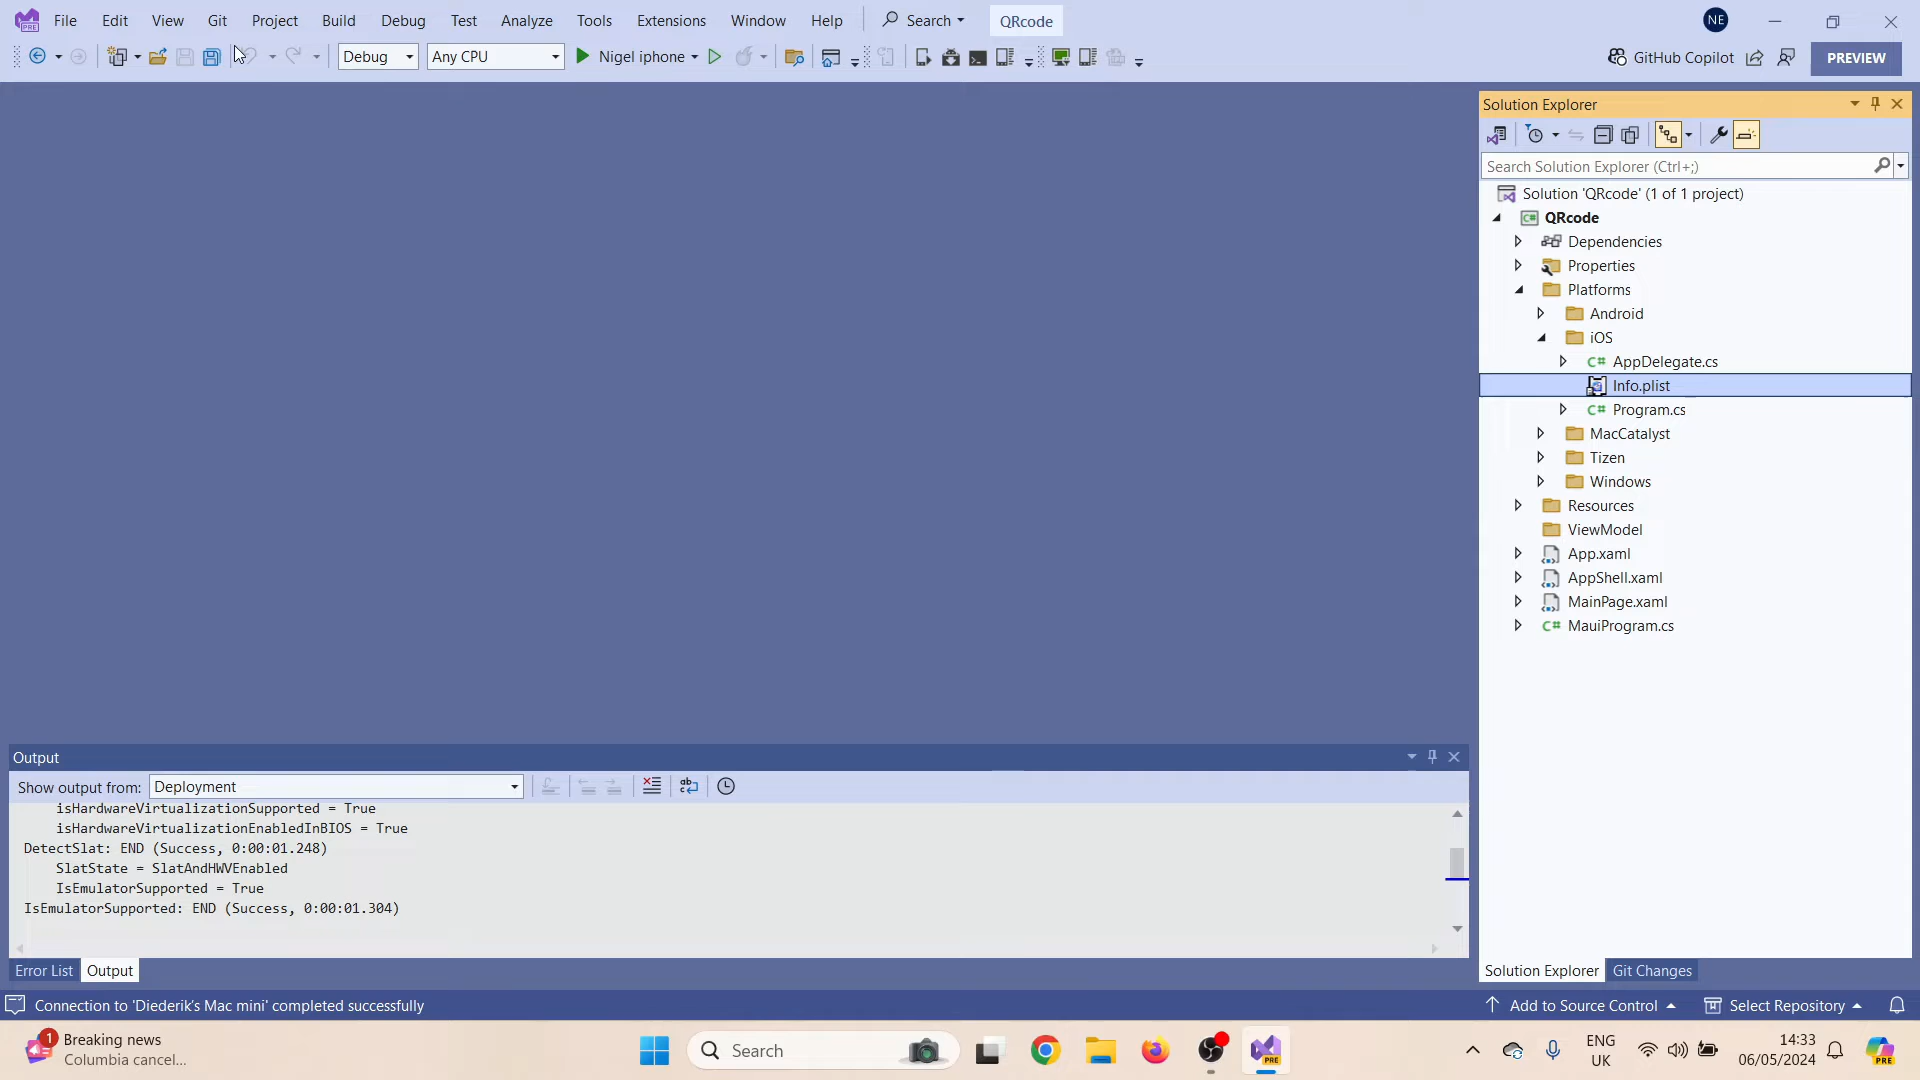 File Edit View Git Project Build Debug Test Analyze Tools Extensions Window Help Search QRcode NE
Debug Any CPU Nigel iphone GitHub Copilot PREVIEW
Solution Explorer
Search Solution Explorer (Ctrl+;)
Solution 'QRcode' (1 of 1 project)
C# QRcode
Dependencies
Properties
Platforms
Android
iOS
C# AppDelegate.cs
Info.plist
C# Program.cs
MacCatalyst
Tizen
Windows
Resources
ViewModel
App.xaml
AppShell.xaml
MainPage.xaml
C# MauiProgram.cs
Output
Show output from: Deployment
isHardwareVirtualizationSupported = True
isHardwareVirtualizationEnabledInBIOS = True
DetectSlat: END (Success, 0:00:01.248)
SlatState = SlatAndHWVEnabled
IsEmulatorSupported = True
IsEmulatorSupported: END (Success, 0:00:01.304)
Error List Output
Solution Explorer Git Changes
Connection to 'Diederik's Mac mini' completed successfully
Add to Source Control Select Repository
1 Breaking news
Columbia cancel...
Search
PRE
ENG
UK
14:33
06/05/2024
PRE